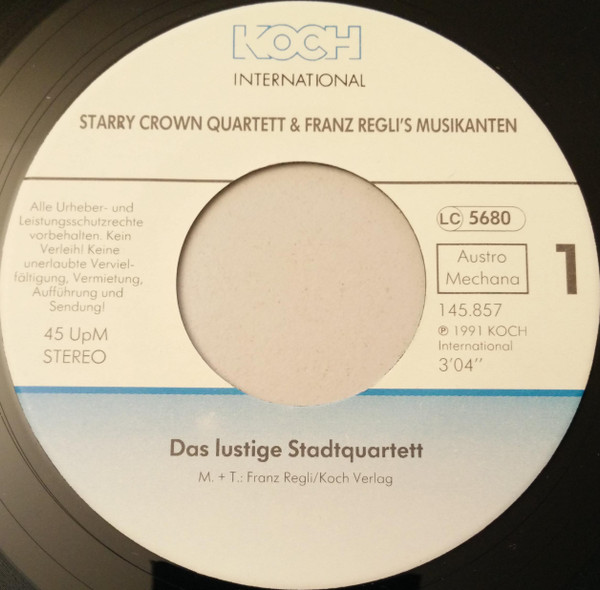 KOCH
INTERNATIONAL
STARRY CROWN QUARTETT & FRANZ REGLI'S MUSIKANTEN
Alle Urheber- und
Leistungsschutzrechte
vorbehalten. Kein
Verleih! Keine
unerlaubte Verviel-
fältigung, Vermietung,
Aufführung und
Sendung!
45 UpM
STEREO
LC 5680
Austro
Mechana
1
145.857
℗ 1991 KOCH
International
3'04''
Das lustige Stadtquartett
M. + T.: Franz Regli/Koch Verlag